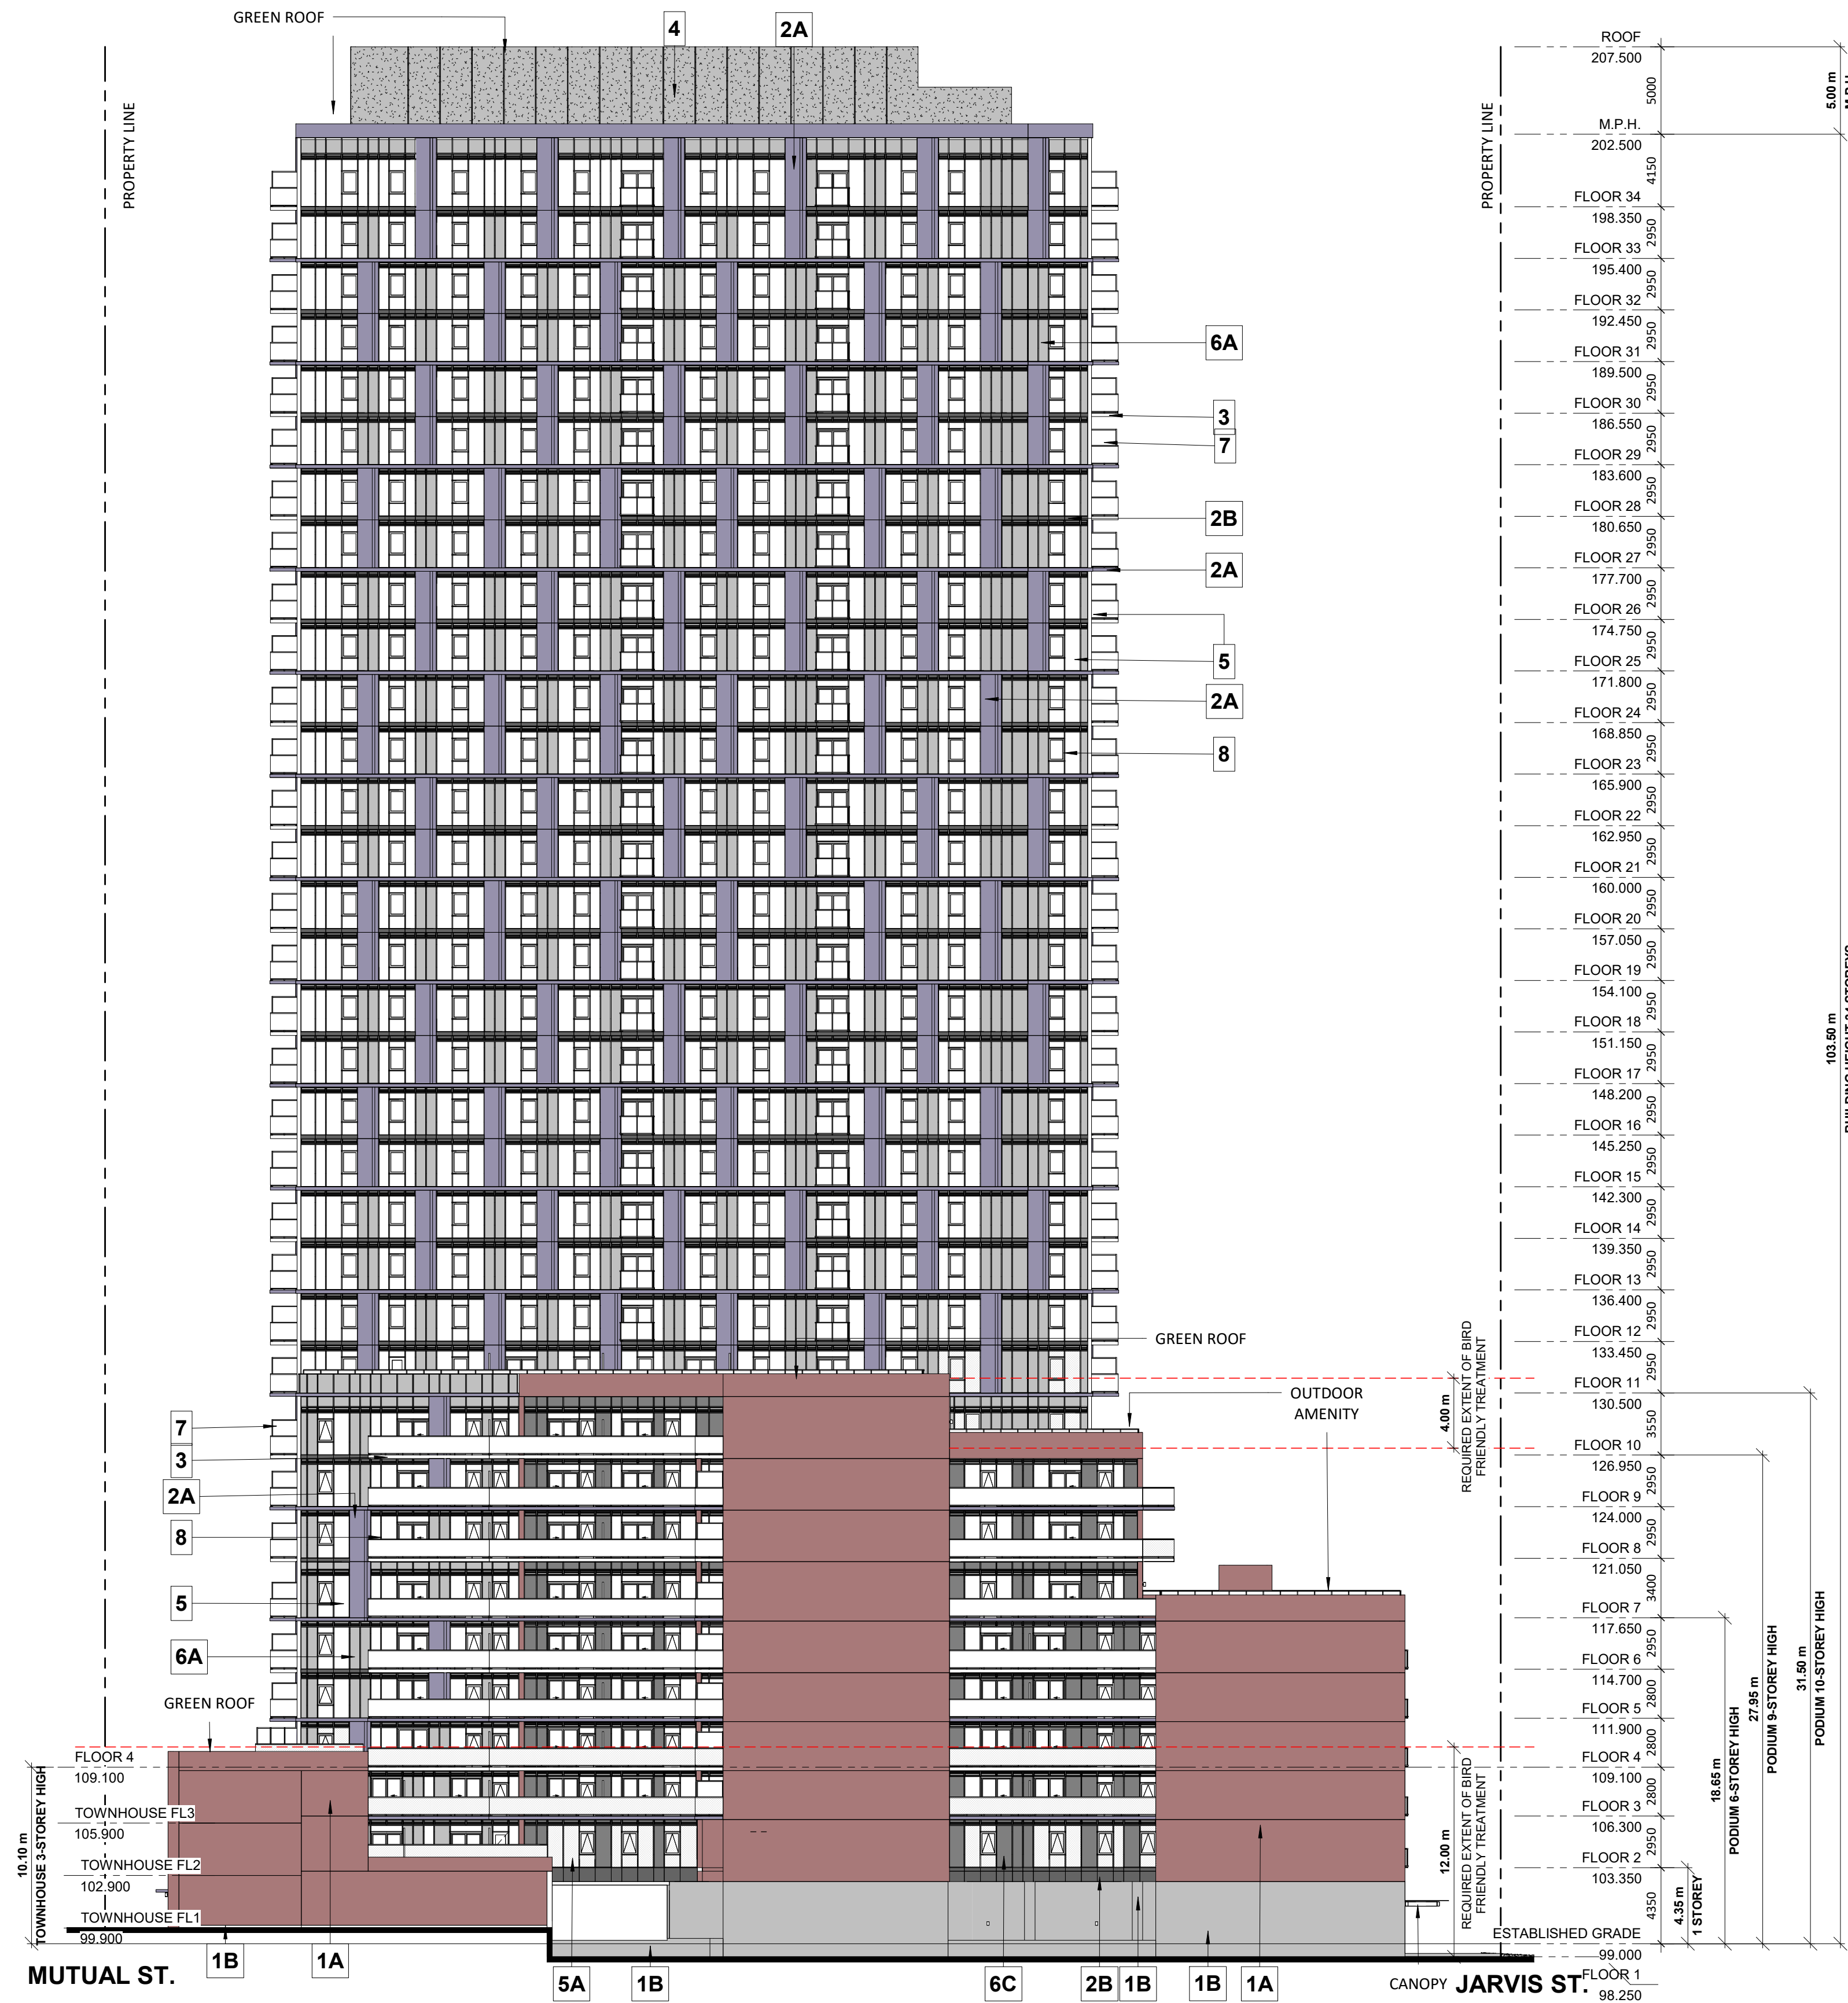 GREEN ROOF
4
2A
PROPERTY LINE
PROPERTY LINE
ROOF
207.500
5000
5.00 m
M.P.H.
M.P.H.
202.500
4150
FLOOR 34
198.350
2950
FLOOR 33
195.400
2950
FLOOR 32
192.450
2950
FLOOR 31
189.500
2950
FLOOR 30
186.550
2950
FLOOR 29
183.600
2950
FLOOR 28
180.650
2950
FLOOR 27
177.700
2950
FLOOR 26
174.750
2950
FLOOR 25
171.800
2950
FLOOR 24
168.850
2950
FLOOR 23
165.900
2950
FLOOR 22
162.950
2950
FLOOR 21
160.000
2950
FLOOR 20
157.050
2950
FLOOR 19
154.100
2950
FLOOR 18
151.150
2950
FLOOR 17
148.200
2950
FLOOR 16
145.250
2950
FLOOR 15
142.300
2950
FLOOR 14
139.350
2950
FLOOR 13
136.400
2950
FLOOR 12
133.450
2950
FLOOR 11
130.500
3550
FLOOR 10
126.950
2950
FLOOR 9
124.000
2950
FLOOR 8
121.050
3400
FLOOR 7
117.650
2950
FLOOR 6
114.700
2800
FLOOR 5
111.900
2800
FLOOR 4
109.100
2800
FLOOR 3
106.300
2950
FLOOR 2
103.350
4350
ESTABLISHED GRADE
99.000
FLOOR 1
98.250
103.50 m
BUILDING HEIGHT 34 STOREYS
6A
3
7
2B
2A
5
2A
8
GREEN ROOF
OUTDOOR
AMENITY
4.00 m
REQUIRED EXTENT OF BIRD
FRIENDLY TREATMENT
12.00 m
REQUIRED EXTENT OF BIRD
FRIENDLY TREATMENT
4.35 m
1 STOREY
18.65 m
PODIUM 6-STOREY HIGH
27.95 m
PODIUM 9-STOREY HIGH
31.50 m
PODIUM 10-STOREY HIGH
7
3
2A
8
5
6A
GREEN ROOF
FLOOR 4
109.100
TOWNHOUSE FL3
105.900
TOWNHOUSE FL2
102.900
TOWNHOUSE FL1
99.900
10.10 m
TOWNHOUSE 3-STOREY HIGH
MUTUAL ST.
1B
1A
5A
1B
6C
2B
1B
1B
1A
CANOPY
JARVIS ST.